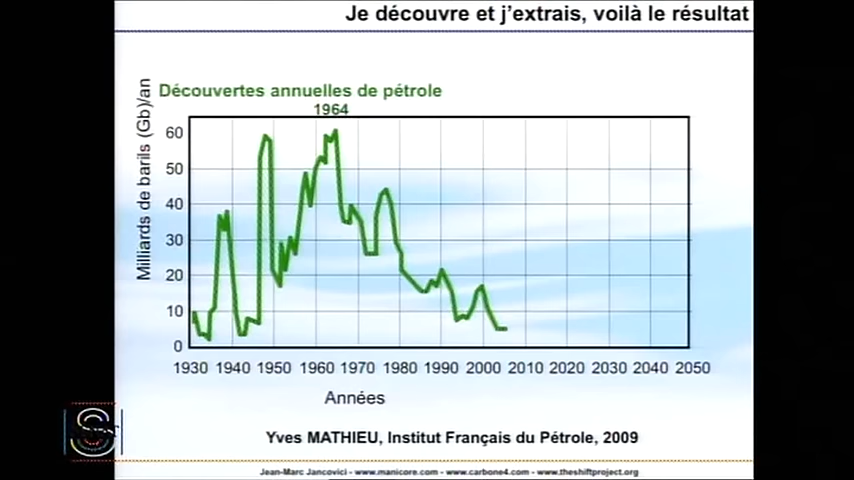 Je découvre et j'extrais, voilà le résultat
Découvertes annuelles de pétrole
1964
Milliards de barils (Gb)/an
60
50
40
30
20
10
0
1930 1940 1950 1960 1970 1980 1990 2000 2010 2020 2030 2040 2050
Années
Yves MATHIEU, Institut Français du Pétrole, 2009
Jean-Marc Jancovici - www.manicore.com - www.carbone4.com - www.theshiftproject.org